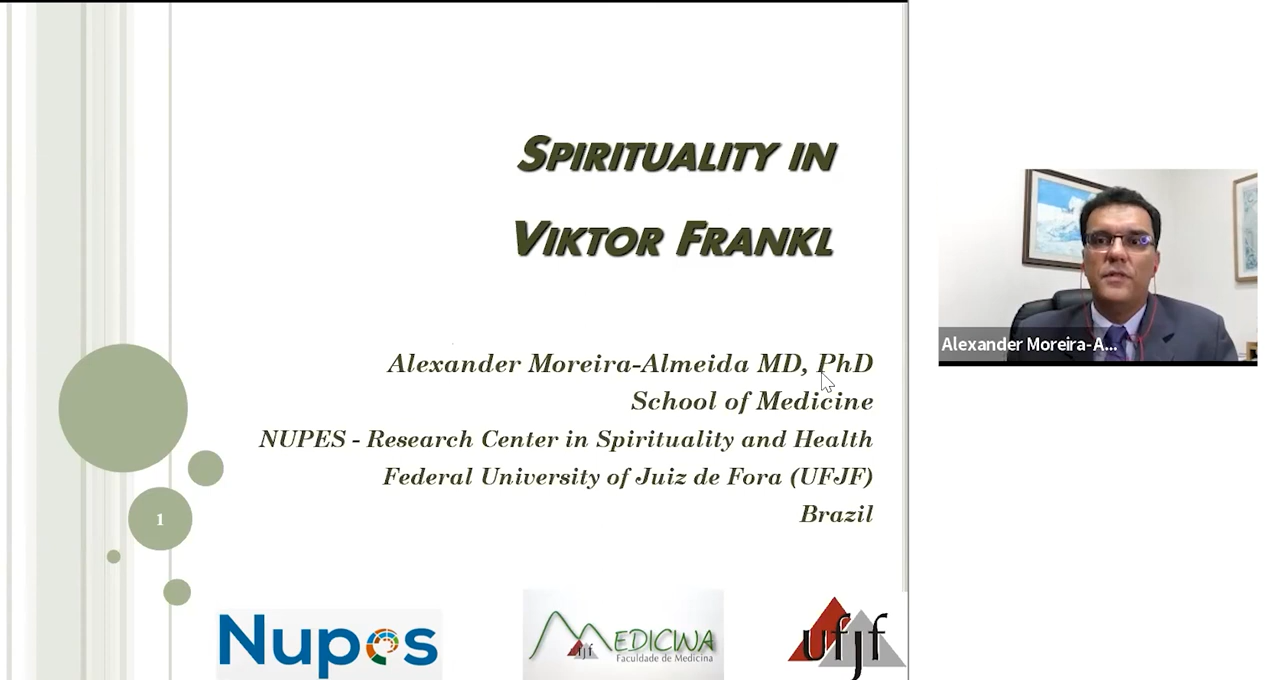 SPIRITUALITY IN
VIKTOR FRANKL
Alexander Moreira-Almeida MD, PhD
School of Medicine
NUPES - Research Center in Spirituality and Health
Federal University of Juiz de Fora (UFJF)
Brazil
1
Nupes
MEDICINA
ufjf
Faculdade de Medicina
ufjf
Alexander Moreira-A...